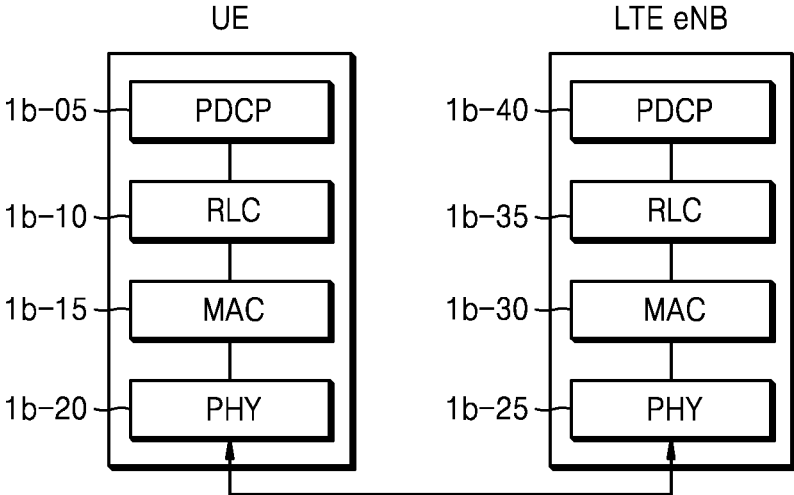 UE LTE eNB
1b-05 PDCP 1b-40 PDCP
1b-10 RLC 1b-35 RLC
1b-15 MAC 1b-30 MAC
1b-20 PHY 1b-25 PHY